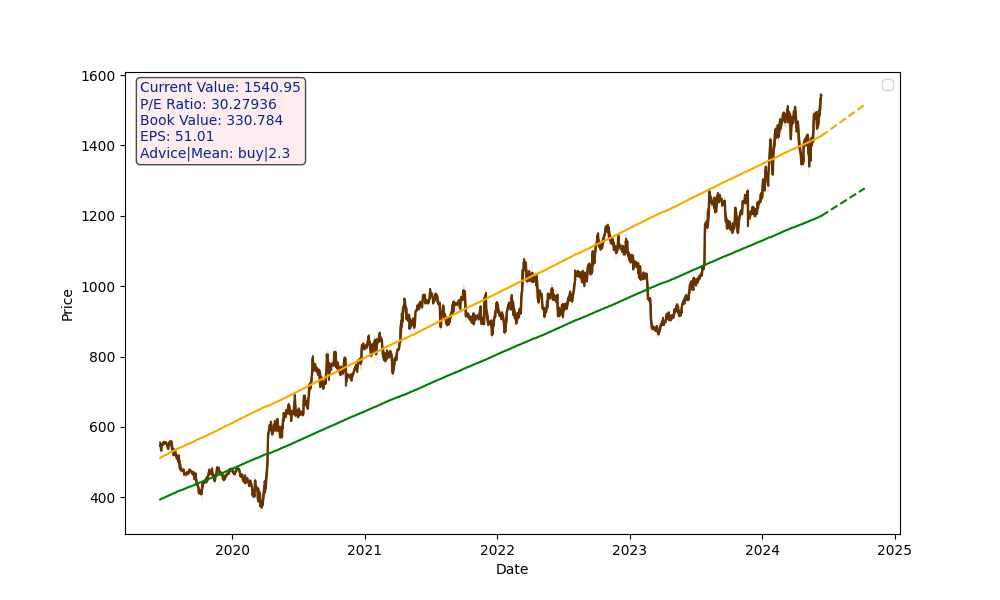 Current Value: 1540.95
P/E Ratio: 30.27936
Book Value: 330.784
EPS: 51.01
Advice|Mean: buy|2.3
1600
1400
1200
1000
800
600
400
Price
2020 2021 2022 2023 2024 2025
Date